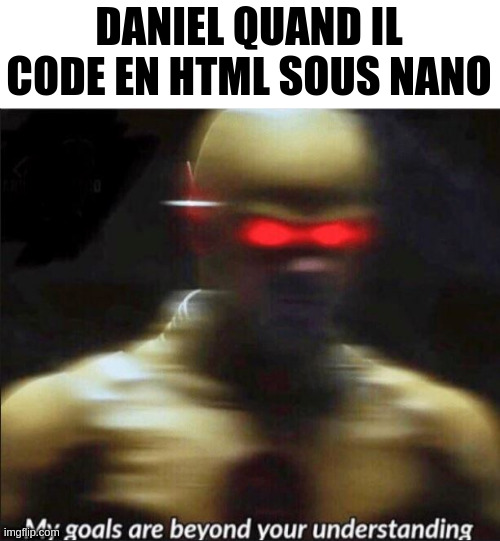 DANIEL QUAND IL
CODE EN HTML SOUS NANO
My goals are beyond your understanding
imgflip.com